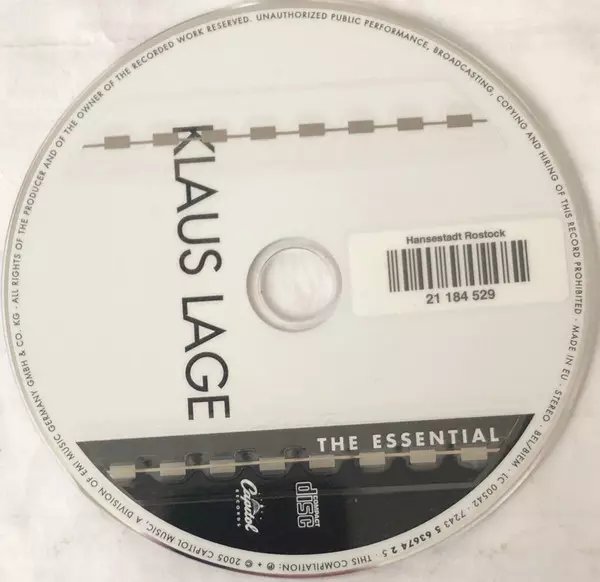 KLAUS LAGE
Hansestadt Rostock
21 184 529
THE ESSENTIAL
Capitol
RECORDS
COMPACT
disc
THIS COMPILATION: ℗ + © 2005 CAPITOL MUSIC, A DIVISION OF EMI MUSIC GERMANY GMBH & CO. KG · ALL RIGHTS OF THE PRODUCER AND OF THE OWNER OF THE RECORDED WORK RESERVED. UNAUTHORIZED PUBLIC PERFORMANCE, BROADCASTING, COPYING AND HIRING OF THIS RECORD PROHIBITED · MADE IN EU · STEREO · BEL/BIEM · LC 00542 · 7243 5 63674 2 5 ·